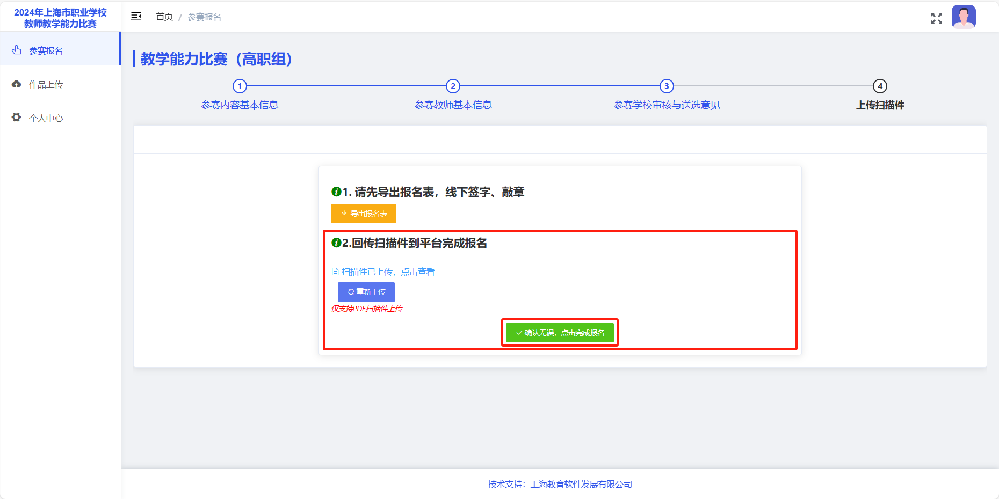 2024年上海市职业学校
教师教学能力比赛
首页 / 参赛报名
参赛报名
作品上传
个人中心
教学能力比赛（高职组）
1
2
3
4
参赛内容基本信息
参赛教师基本信息
参赛学校审核与送选意见
上传扫描件
1. 请先导出报名表，线下签字、敲章
导出报名表
2.回传扫描件到平台完成报名
扫描件已上传，点击查看
重新上传
仅支持PDF扫描件上传
确认无误，点击完成报名
技术支持：上海教育软件发展有限公司